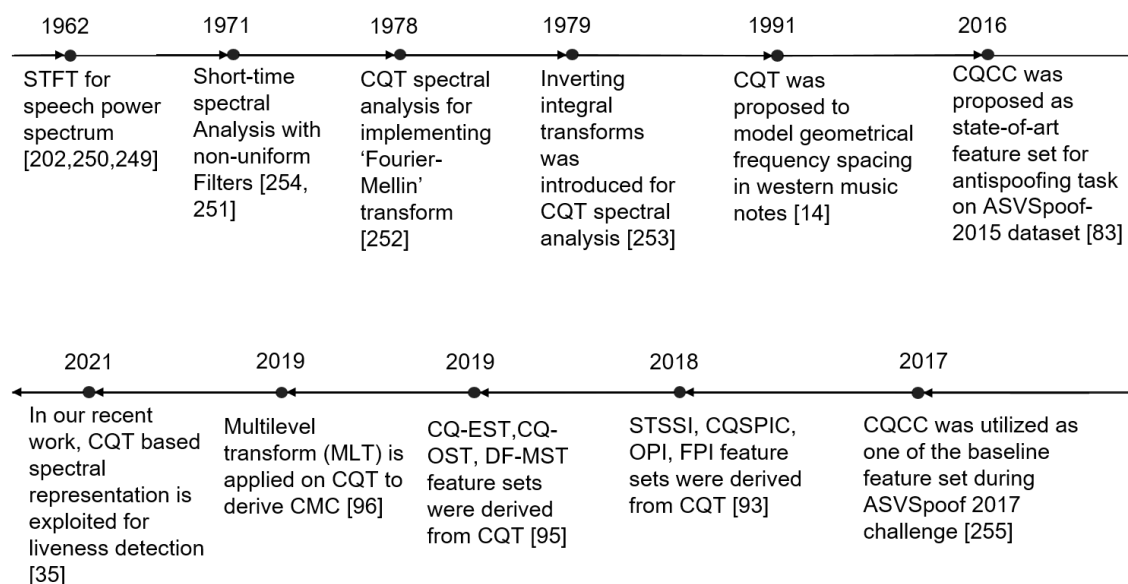 1962
STFT for
speech power
spectrum
[202,250,249]
1971
Short-time
spectral
Analysis with
non-uniform
Filters [254,
251]
1978
CQT spectral
analysis for
implementing
‘Fourier-
Mellin’
transform
[252]
1979
Inverting
integral
transforms
was
introduced for
CQT spectral
analysis [253]
1991
CQT was
proposed to
model geometrical
frequency spacing
in western music
notes [14]
2016
CQCC was
proposed as
state-of-art
feature set for
antispoofing task
on ASVSpoof-
2015 dataset [83]
2021
In our recent
work, CQT based
spectral
representation is
exploited for
liveness detection
[35]
2019
Multilevel
transform (MLT) is
applied on CQT to
derive CMC [96]
2019
CQ-EST,CQ-
OST, DF-MST
feature sets
were derived
from CQT [95]
2018
STSSI, CQSPIC,
OPI, FPI feature
sets were derived
from CQT [93]
2017
CQCC was utilized as
one of the baseline
feature set during
ASVSpoof 2017
challenge [255]